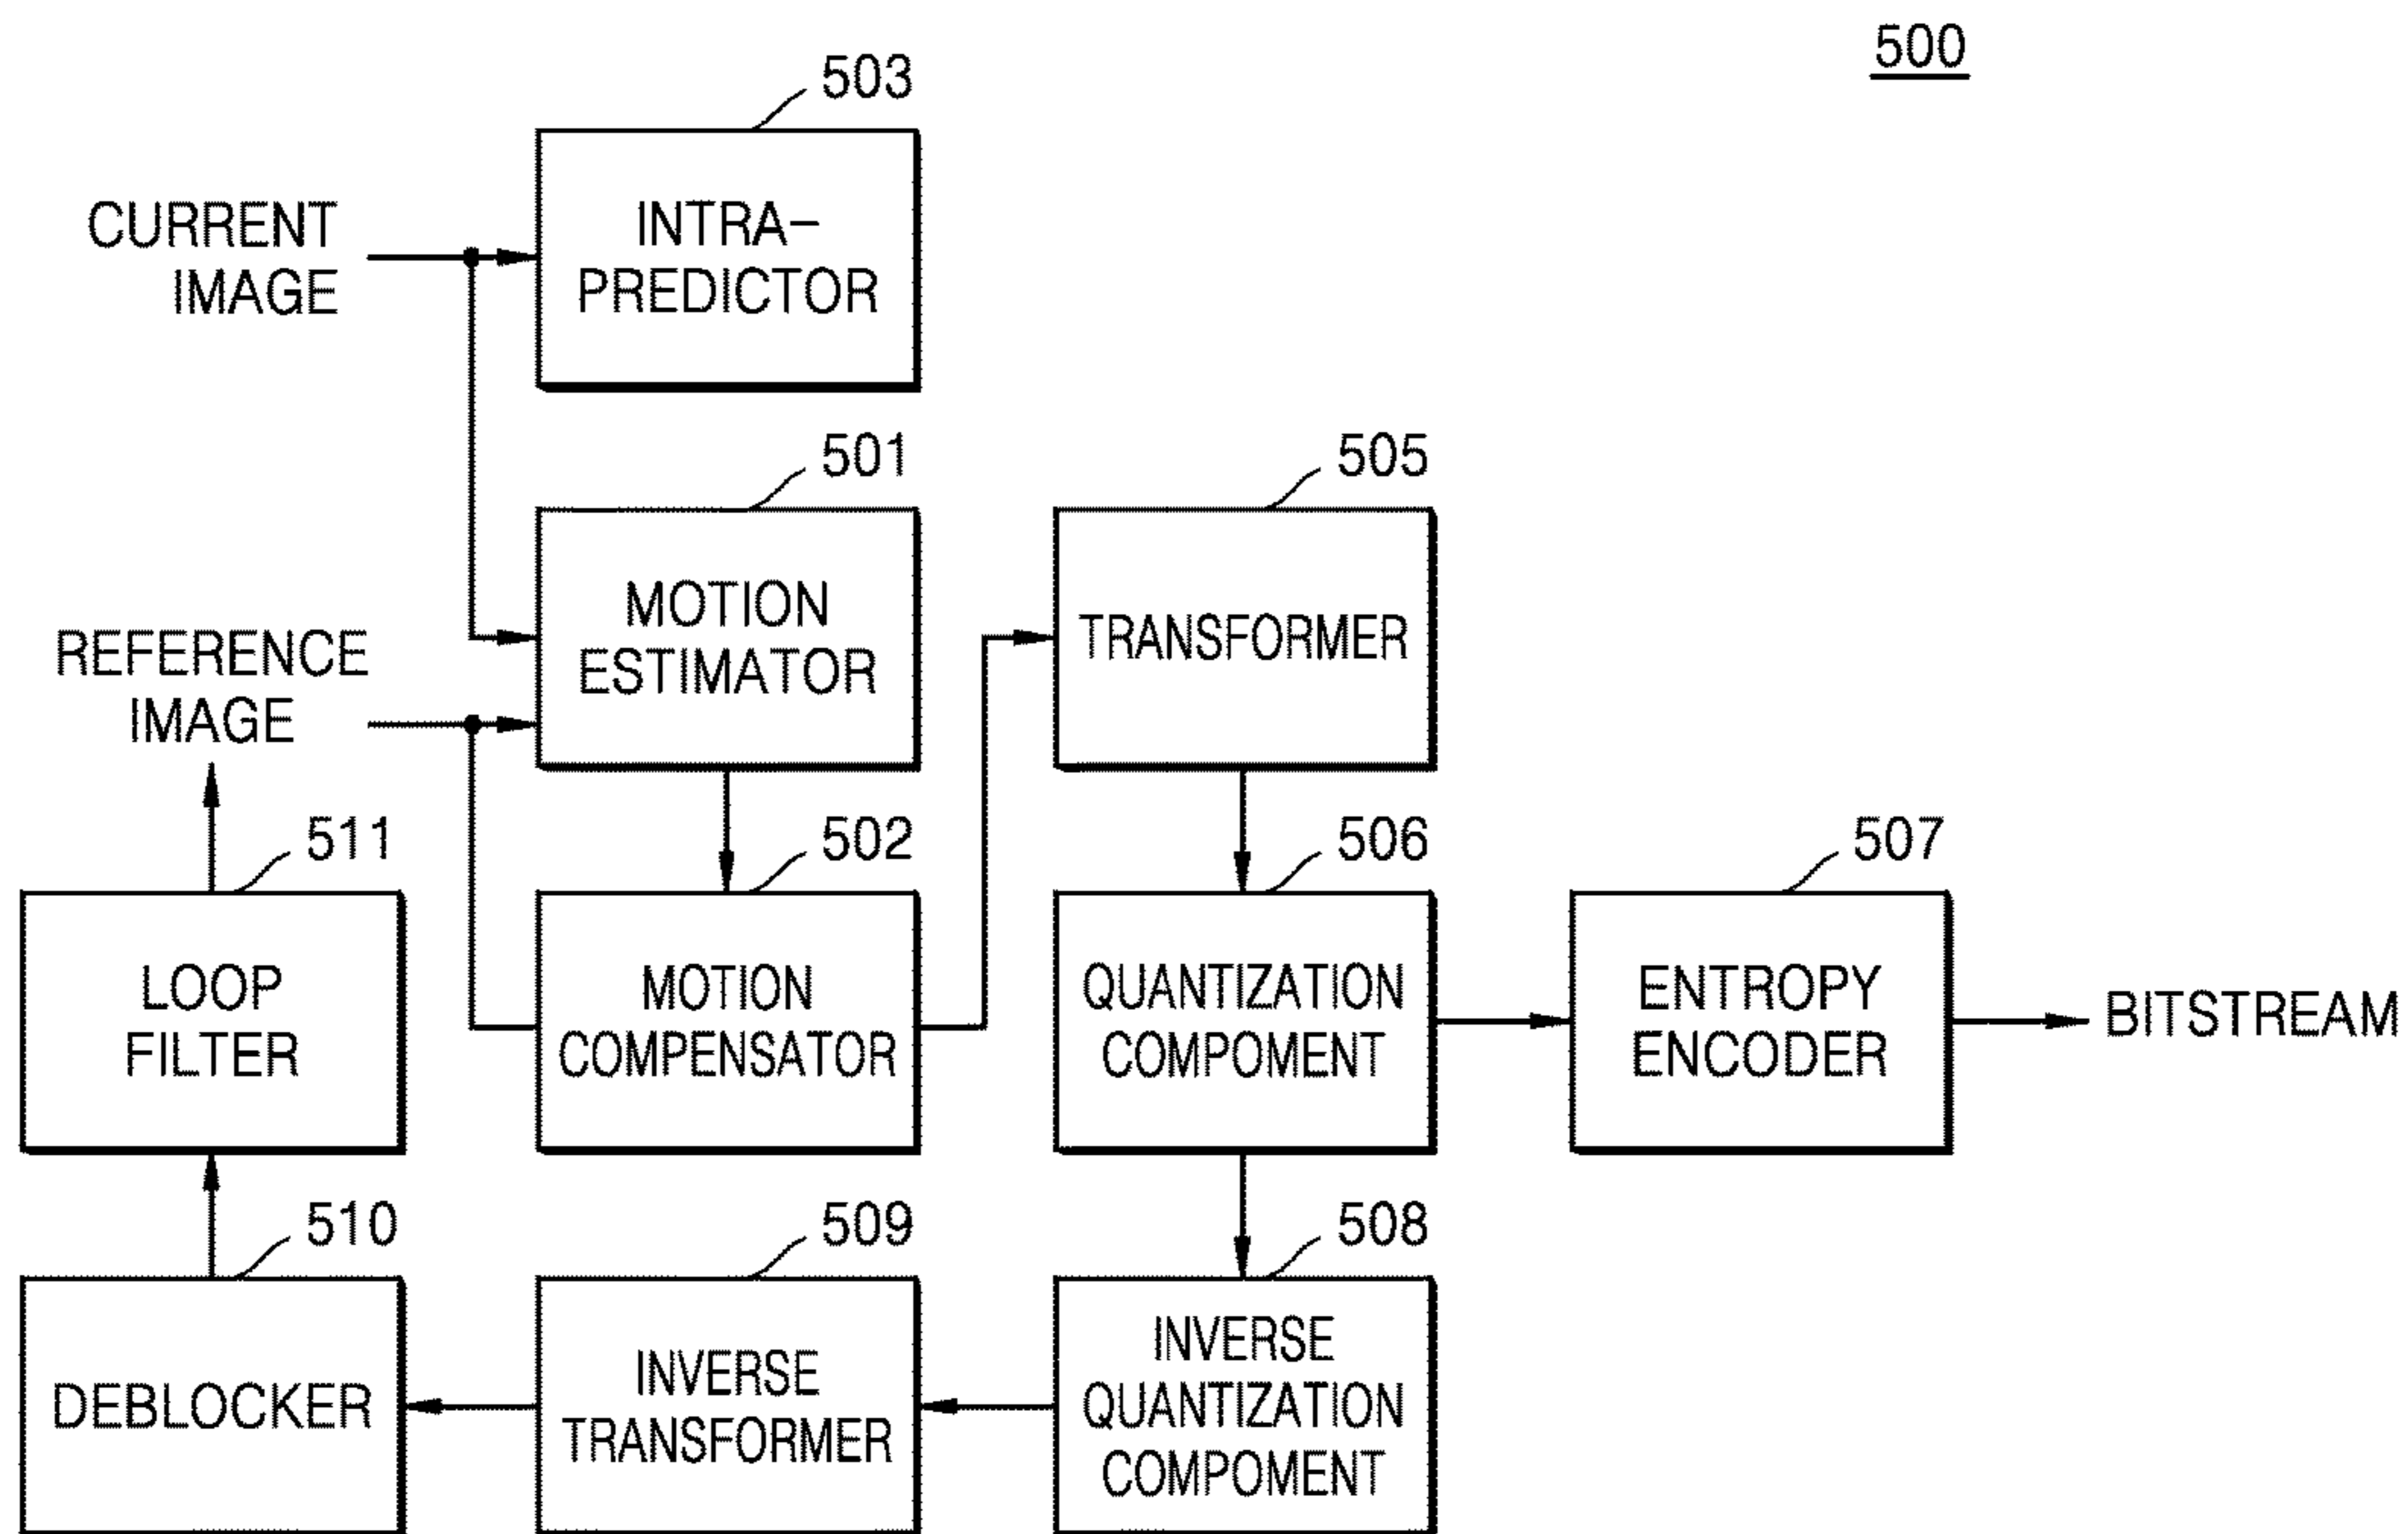 500
503
CURRENT
IMAGE
INTRA-
PREDICTOR
501
505
MOTION
ESTIMATOR
TRANSFORMER
REFERENCE
IMAGE
511
502
506
507
LOOP
FILTER
MOTION
COMPENSATOR
QUANTIZATION
COMPOMENT
ENTROPY
ENCODER
BITSTREAM
510
509
508
DEBLOCKER
INVERSE
TRANSFORMER
INVERSE
QUANTIZATION
COMPOMENT